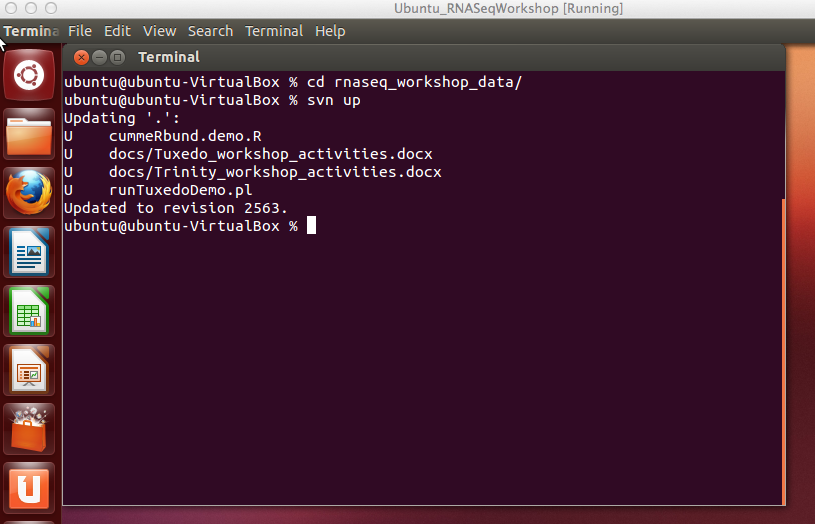 Ubuntu_RNASeqWorkshop [Running]
Termina File Edit View Search Terminal Help
Terminal
ubuntu@ubuntu-VirtualBox % cd rnaseq_workshop_data/
ubuntu@ubuntu-VirtualBox % svn up
Updating '.':
U    cummeRbund.demo.R
U    docs/Tuxedo_workshop_activities.docx
U    docs/Trinity_workshop_activities.docx
U    runTuxedoDemo.pl
Updated to revision 2563.
ubuntu@ubuntu-VirtualBox %